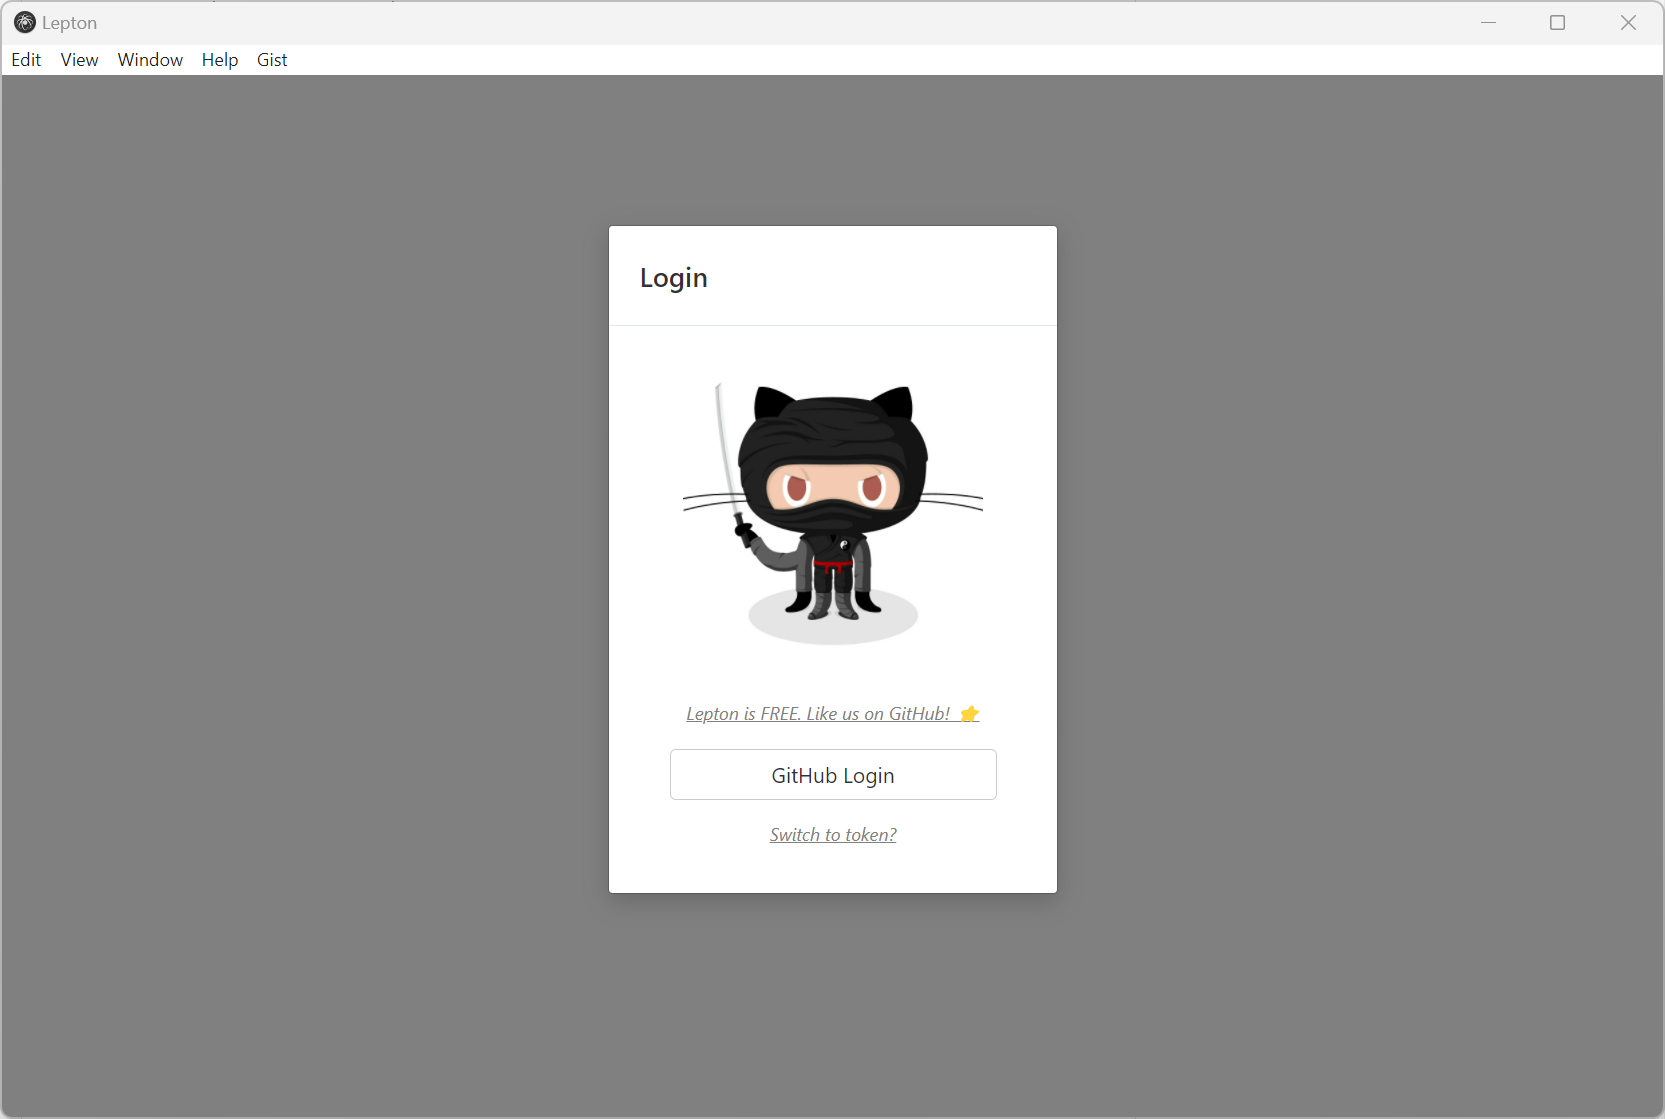 Lepton
Edit View Window Help Gist
Login
Lepton is FREE. Like us on GitHub! ⭐
GitHub Login
Switch to token?